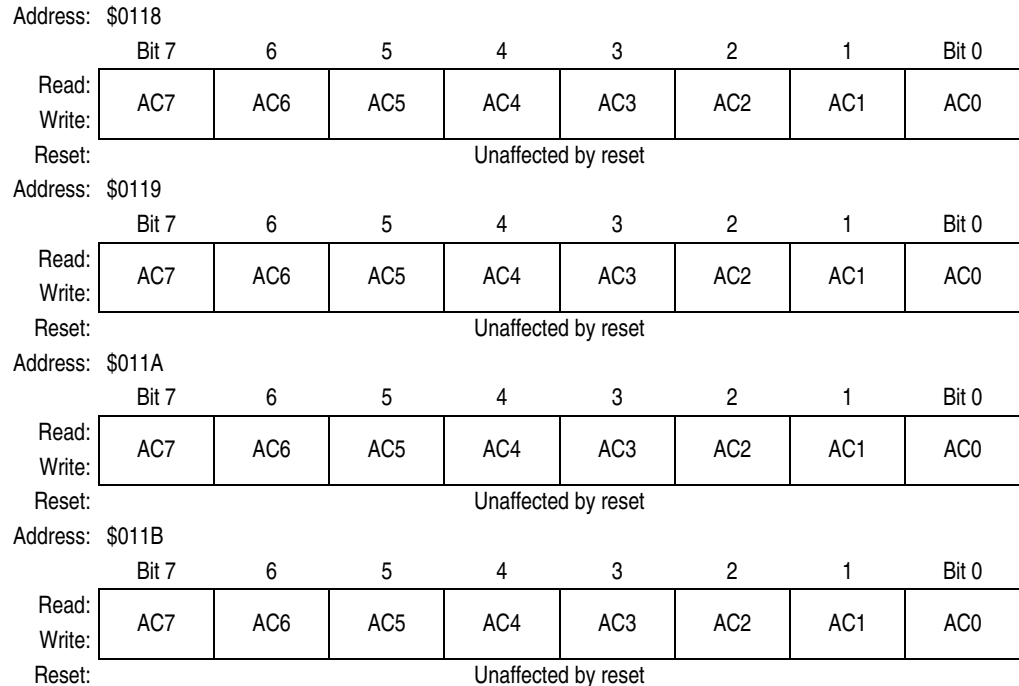 Address: $0118
Bit 7 6 5 4 3 2 1 Bit 0
Read:
AC7 AC6 AC5 AC4 AC3 AC2 AC1 AC0
Write:
Reset: Unaffected by reset
Address: $0119
Bit 7 6 5 4 3 2 1 Bit 0
Read:
AC7 AC6 AC5 AC4 AC3 AC2 AC1 AC0
Write:
Reset: Unaffected by reset
Address: $011A
Bit 7 6 5 4 3 2 1 Bit 0
Read:
AC7 AC6 AC5 AC4 AC3 AC2 AC1 AC0
Write:
Reset: Unaffected by reset
Address: $011B
Bit 7 6 5 4 3 2 1 Bit 0
Read:
AC7 AC6 AC5 AC4 AC3 AC2 AC1 AC0
Write:
Reset: Unaffected by reset